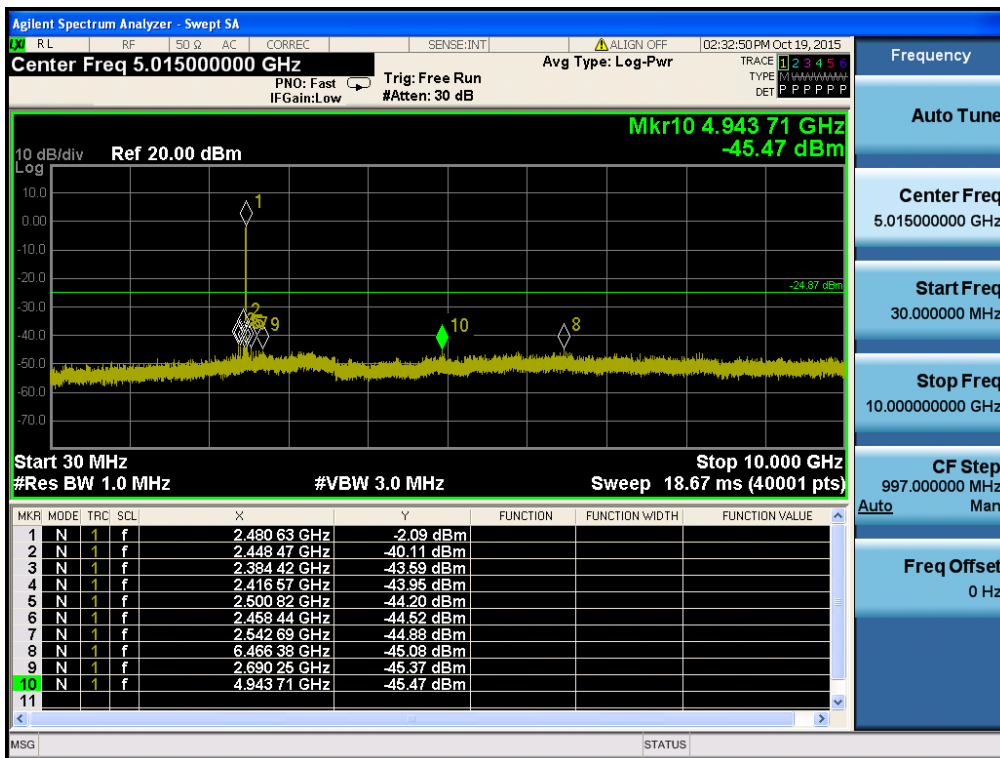 Agilent Spectrum Analyzer - Swept SA
LXI RL RF 50 Ω AC CORREC SENSE:INT ALIGN OFF 02:32:50 PM Oct 19, 2015
Center Freq 5.015000000 GHz
PNO: Fast
IFGain:Low
Trig: Free Run
#Atten: 30 dB
Avg Type: Log-Pwr
TRACE 1 2 3 4 5 6
TYPE M
DET P P P P P P
Mkr10 4.943 71 GHz
-45.47 dBm
10 dB/div Ref 20.00 dBm
Log
10.0
0.00
-10.0
-20.0
-30.0
-40.0
-50.0
-60.0
-70.0
-24.87 dBm
1
2
9
10
8
Start 30 MHz Stop 10.000 GHz
#Res BW 1.0 MHz #VBW 3.0 MHz Sweep 18.67 ms (40001 pts)
MKR MODE TRC SCL X Y FUNCTION FUNCTION WIDTH FUNCTION VALUE
1 N 1 f 2.480 63 GHz -2.09 dBm
2 N 1 f 2.448 47 GHz -40.11 dBm
3 N 1 f 2.384 42 GHz -43.59 dBm
4 N 1 f 2.416 57 GHz -43.95 dBm
5 N 1 f 2.500 82 GHz -44.20 dBm
6 N 1 f 2.458 44 GHz -44.52 dBm
7 N 1 f 2.542 69 GHz -44.88 dBm
8 N 1 f 6.466 38 GHz -45.08 dBm
9 N 1 f 2.690 25 GHz -45.37 dBm
10 N 1 f 4.943 71 GHz -45.47 dBm
11
MSG STATUS
Frequency
Auto Tune
Center Freq
5.015000000 GHz
Start Freq
30.000000 MHz
Stop Freq
10.000000000 GHz
CF Step
997.000000 MHz
Auto Man
Freq Offset
0 Hz